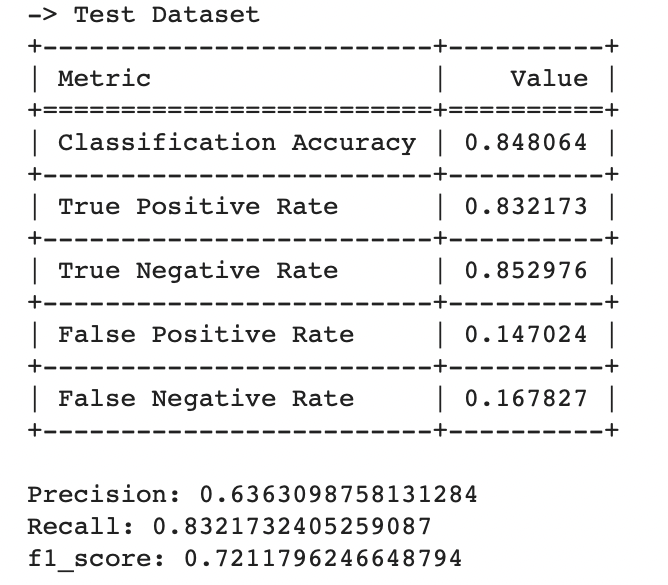 -> Test Dataset
+-------------------------+----------+
| Metric                  |    Value |
+=========================+==========+
| Classification Accuracy | 0.848064 |
+-------------------------+----------+
| True Positive Rate      | 0.832173 |
+-------------------------+----------+
| True Negative Rate      | 0.852976 |
+-------------------------+----------+
| False Positive Rate     | 0.147024 |
+-------------------------+----------+
| False Negative Rate     | 0.167827 |
+-------------------------+----------+
Precision: 0.6363098758131284
Recall: 0.8321732405259087
f1_score: 0.7211796246648794